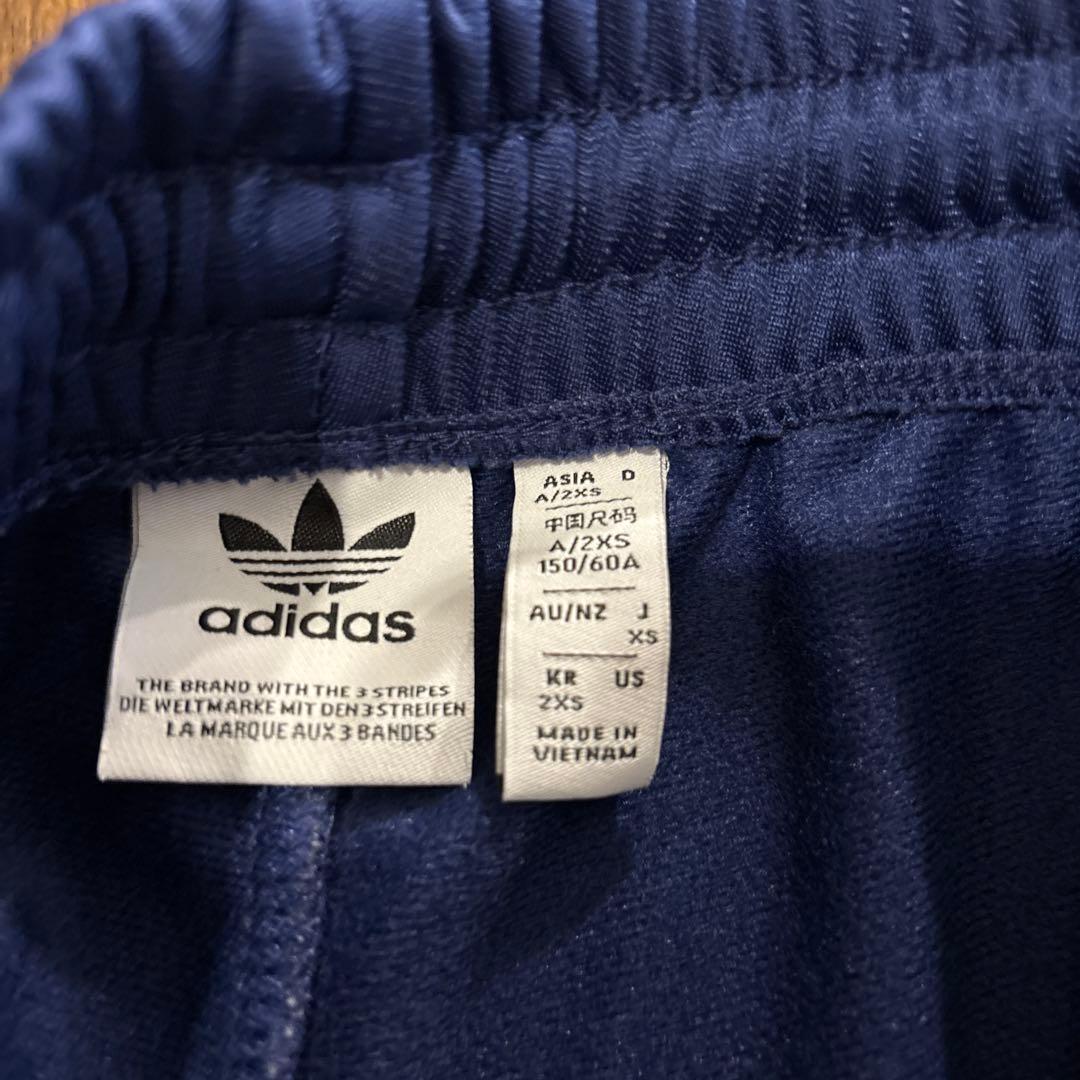 adidas
THE BRAND WITH THE 3 STRIPES
DIE WELTMARKE MIT DEN 3 STREIFEN
LA MARQUE AUX 3 BANDES
ASIA D
A/2XS
中国尺码
A/2XS
150/60A
AU/NZ J
XS
KR US
2XS
MADE IN
VIETNAM